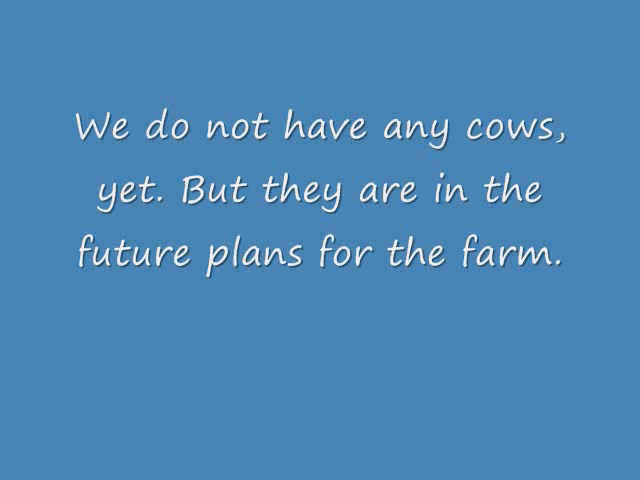 We do not have any cows,
yet. But they are in the
future plans for the farm.